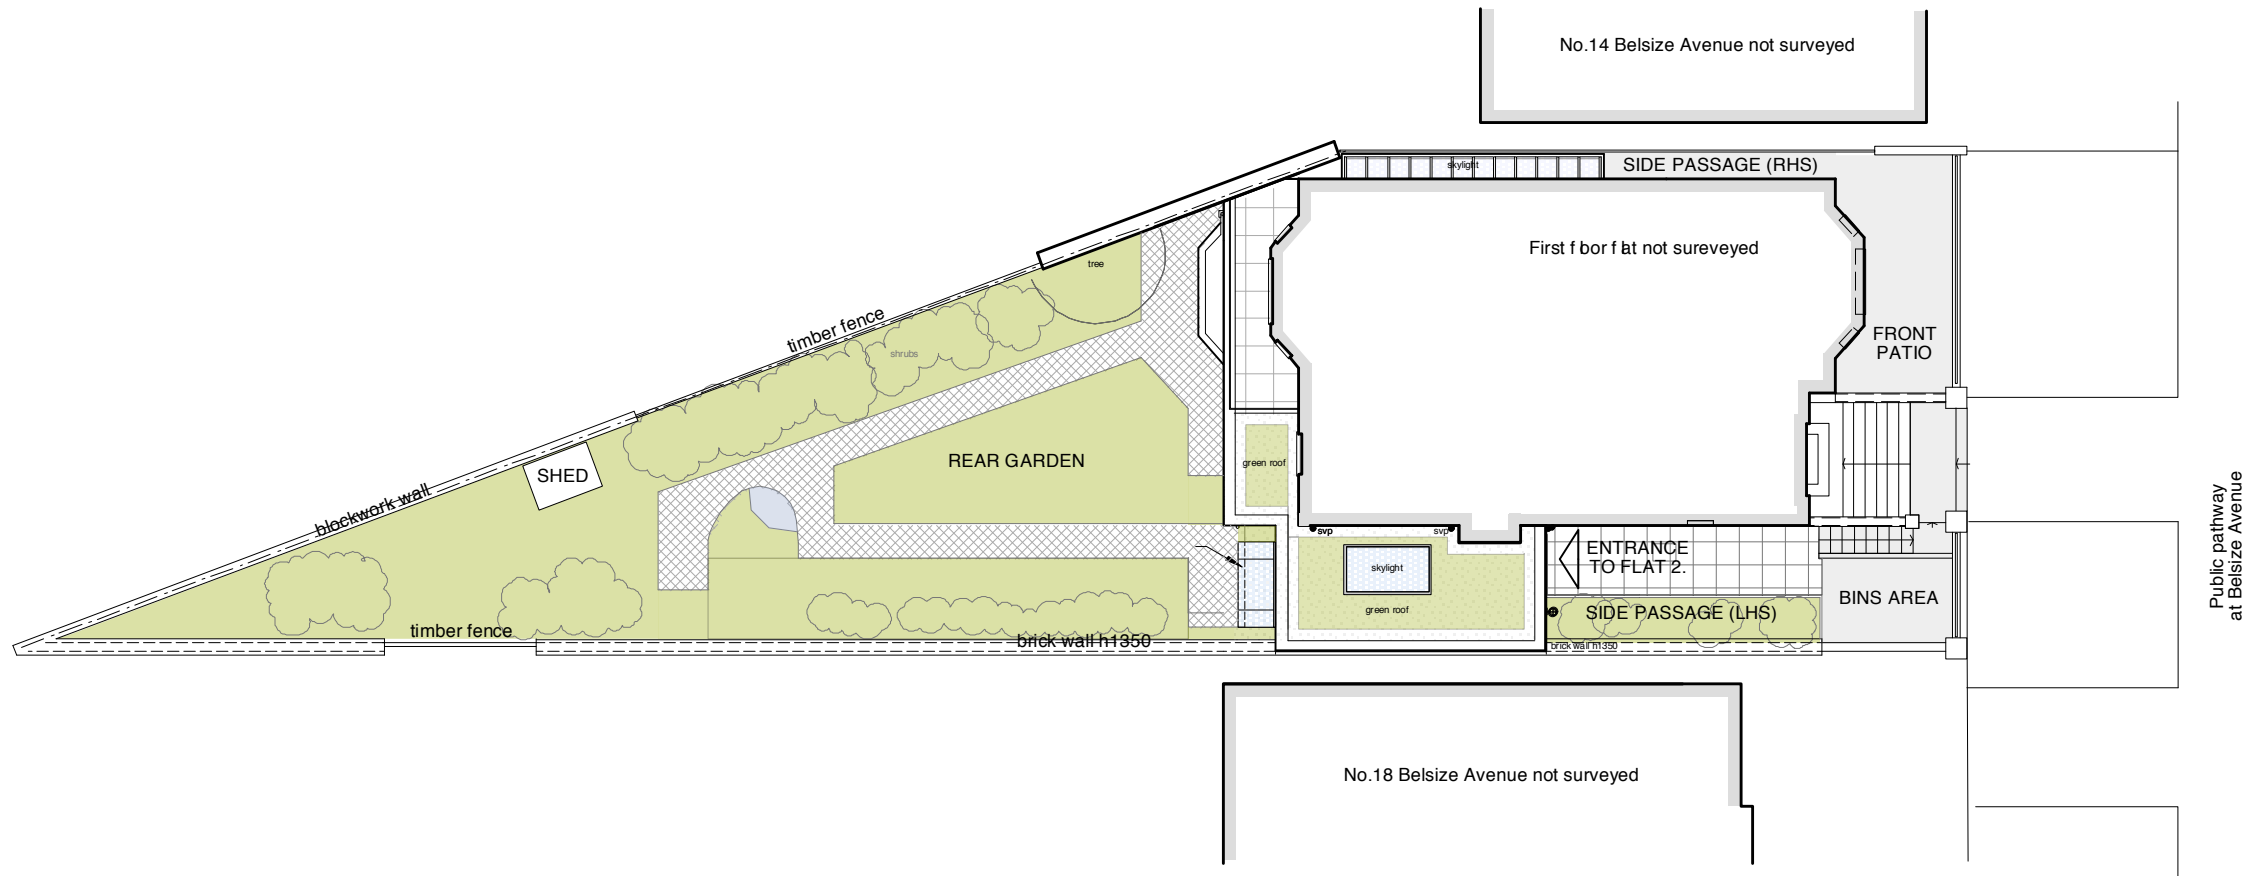 No.14 Belsize Avenue not surveyed
skylight
SIDE PASSAGE (RHS)
First floor flat not sureveyed
tree
timber fence
shrubs
FRONT
PATIO
REAR GARDEN
green roof
SHED
blockwork wall
svp
svp
skylight
green roof
ENTRANCE
TO FLAT 2.
SIDE PASSAGE (LHS)
BINS AREA
Public pathway
at Belsize Avenue
timber fence
brick wall h1350
brick wall h1350
No.18 Belsize Avenue not surveyed